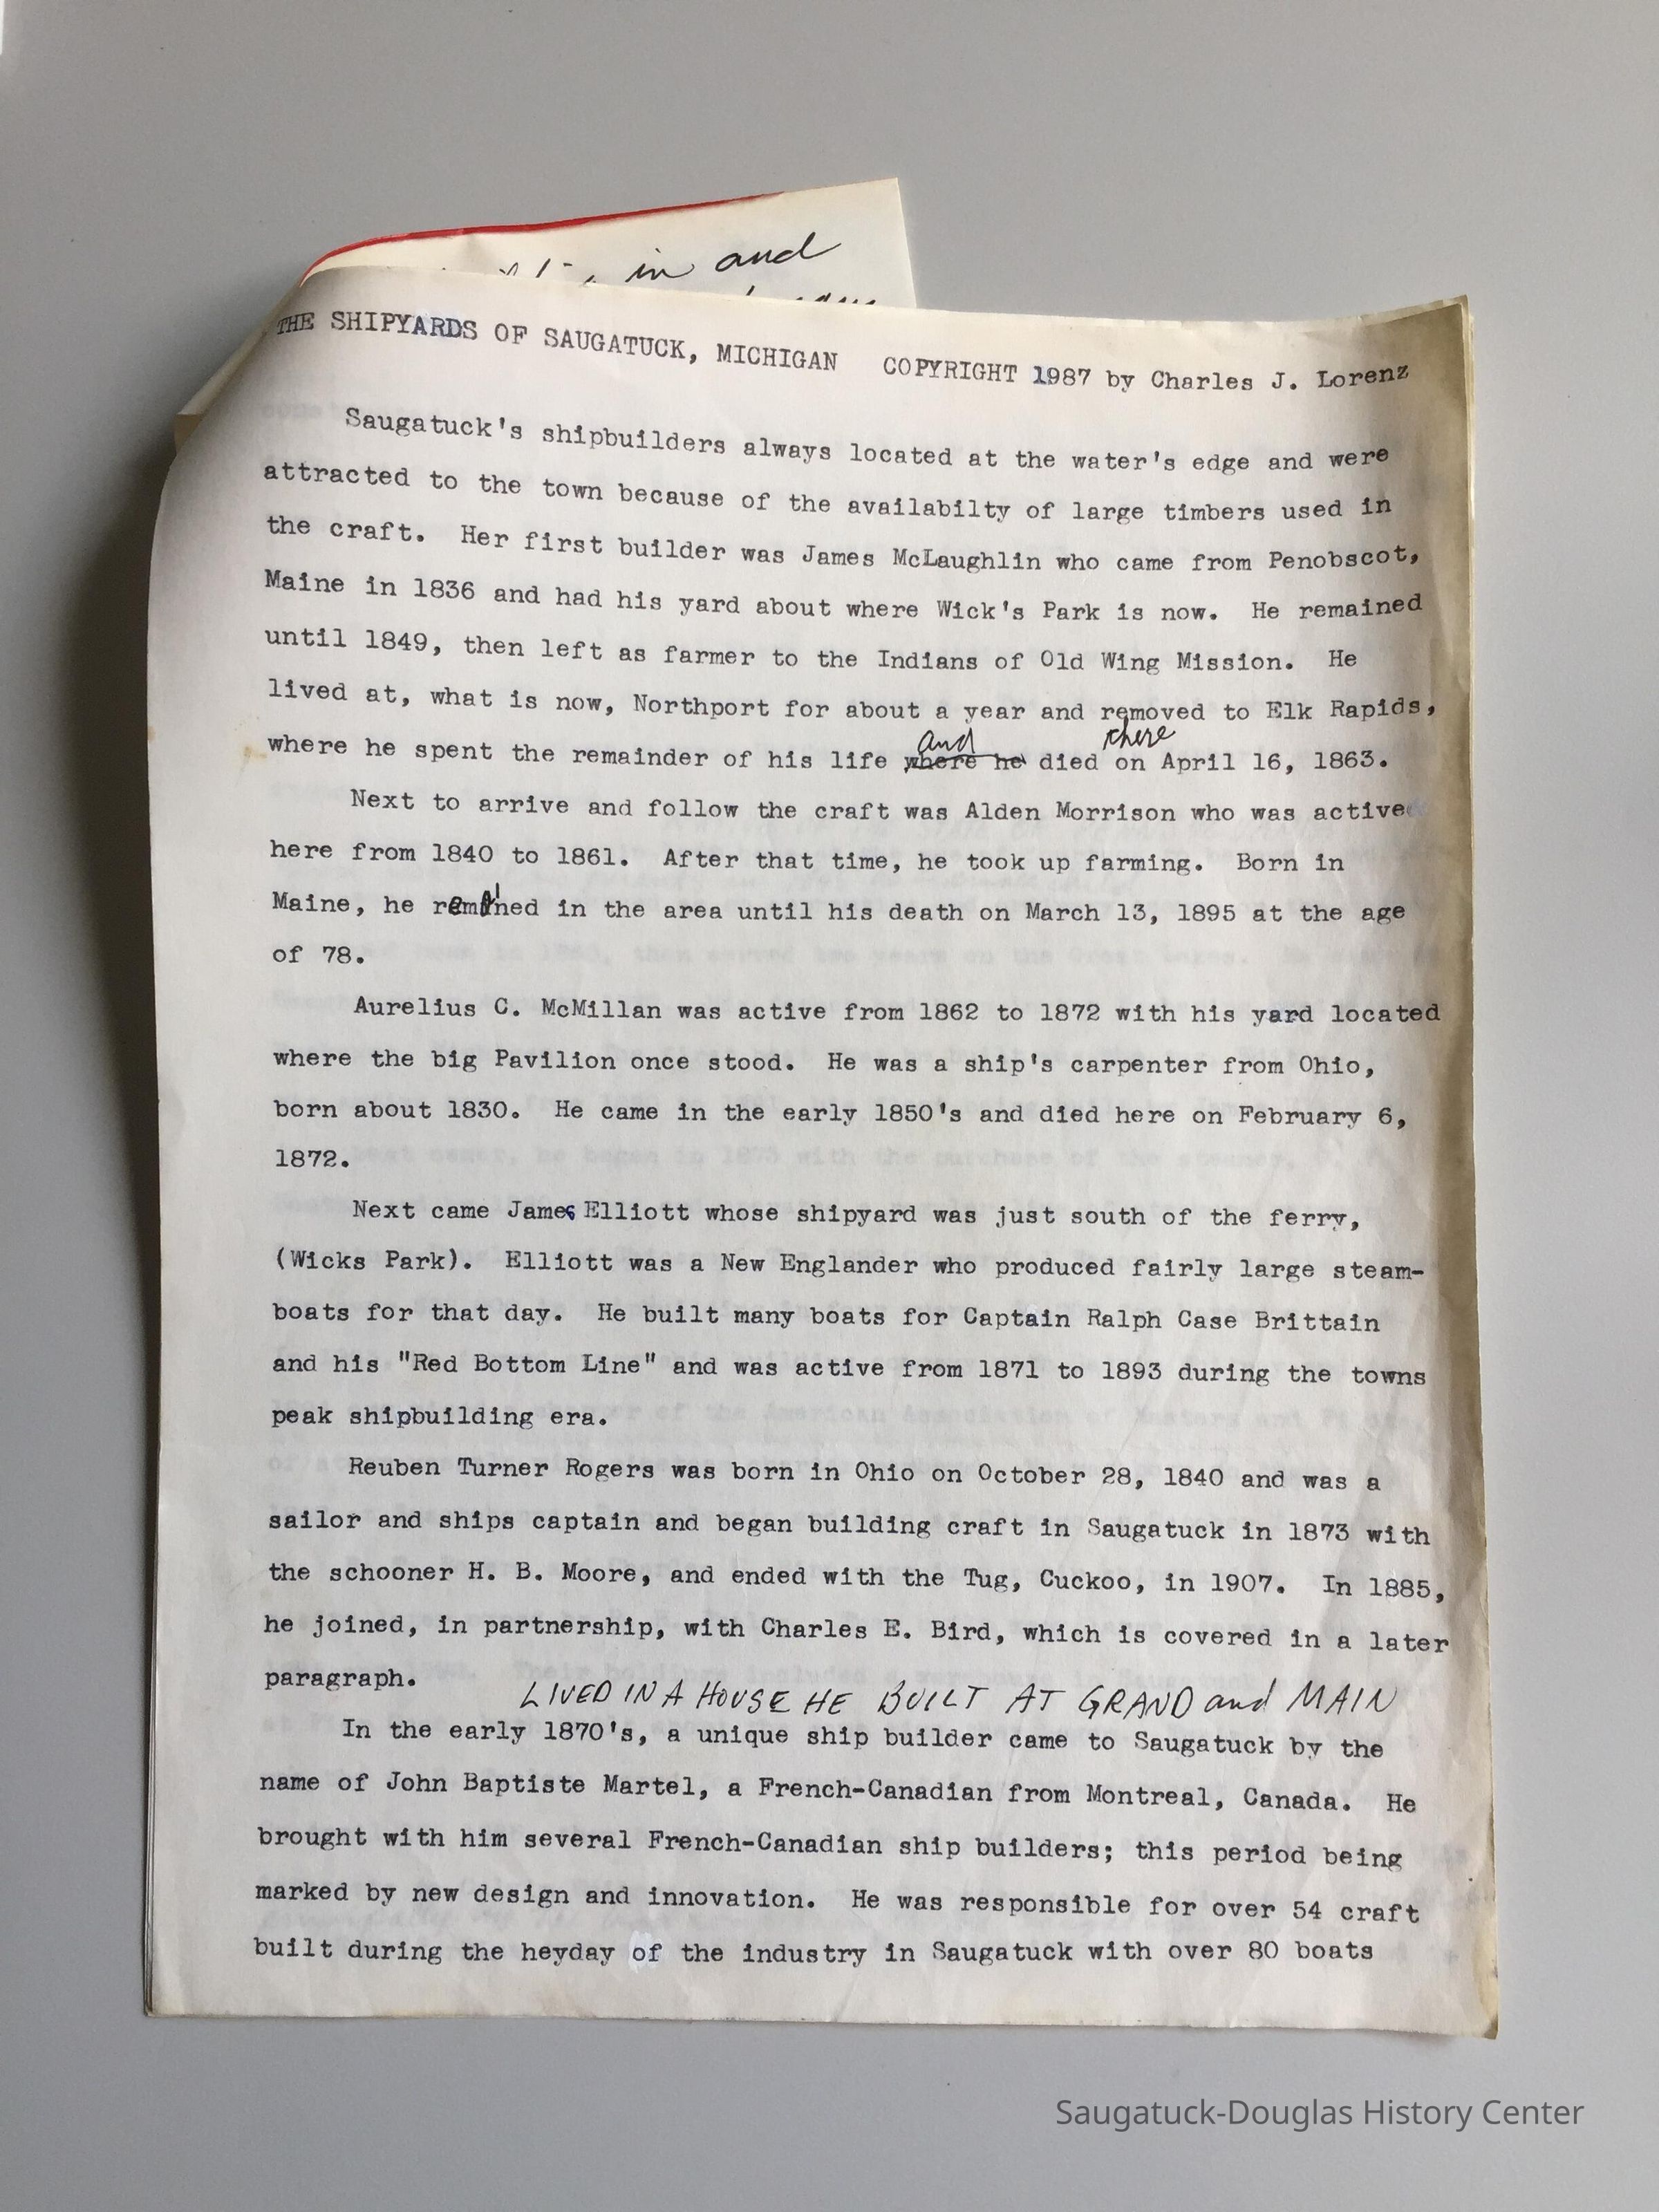 in and
THE SHIPYARDS OF SAUGATUCK, MICHIGAN   COPYRIGHT 1987 by Charles J. Lorenz
Saugatuck's shipbuilders always located at the water's edge and were
attracted to the town because of the availabilty of large timbers used in
the craft.  Her first builder was James McLaughlin who came from Penobscot,
Maine in 1836 and had his yard about where Wick's Park is now.  He remained
until 1849, then left as farmer to the Indians of Old Wing Mission.  He
lived at, what is now, Northport for about a year and removed to Elk Rapids,
and there
where he spent the remainder of his life where he died on April 16, 1863.
Next to arrive and follow the craft was Alden Morrison who was active
here from 1840 to 1861.  After that time, he took up farming.  Born in
Maine, he remained in the area until his death on March 13, 1895 at the age
of 78.
Aurelius C. McMillan was active from 1862 to 1872 with his yard located
where the big Pavilion once stood.  He was a ship's carpenter from Ohio,
born about 1830.  He came in the early 1850's and died here on February 6,
1872.
Next came James Elliott whose shipyard was just south of the ferry,
(Wicks Park).  Elliott was a New Englander who produced fairly large steam-
boats for that day.  He built many boats for Captain Ralph Case Brittain
and his "Red Bottom Line" and was active from 1871 to 1893 during the towns
peak shipbuilding era.
Reuben Turner Rogers was born in Ohio on October 28, 1840 and was a
sailor and ships captain and began building craft in Saugatuck in 1873 with
the schooner H. B. Moore, and ended with the Tug, Cuckoo, in 1907.  In 1885,
he joined, in partnership, with Charles E. Bird, which is covered in a later
paragraph.
LIVED IN A HOUSE HE BUILT AT GRAND and MAIN
In the early 1870's, a unique ship builder came to Saugatuck by the
name of John Baptiste Martel, a French-Canadian from Montreal, Canada.  He
brought with him several French-Canadian ship builders; this period being
marked by new design and innovation.  He was responsible for over 54 craft
built during the heyday of the industry in Saugatuck with over 80 boats
Saugatuck-Douglas History Center